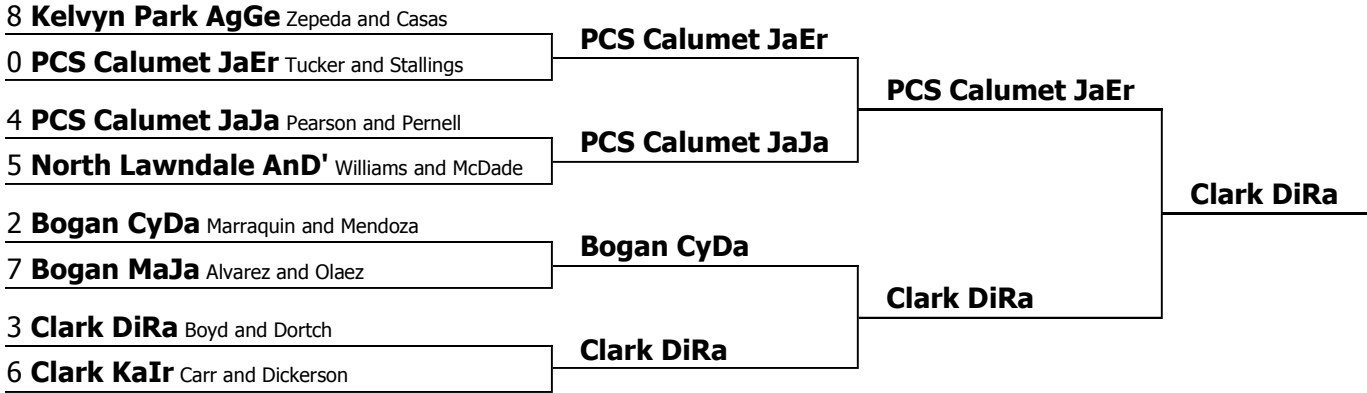 8 Kelvyn Park AgGe Zepeda and Casas
0 PCS Calumet JaEr Tucker and Stallings
4 PCS Calumet JaJa Pearson and Pernell
5 North Lawndale AnD' Williams and McDade
2 Bogan CyDa Marraquin and Mendoza
7 Bogan MaJa Alvarez and Olaez
3 Clark DiRa Boyd and Dortch
6 Clark KaIr Carr and Dickerson
PCS Calumet JaEr
PCS Calumet JaJa
Bogan CyDa
Clark DiRa
PCS Calumet JaEr
Clark DiRa
Clark DiRa